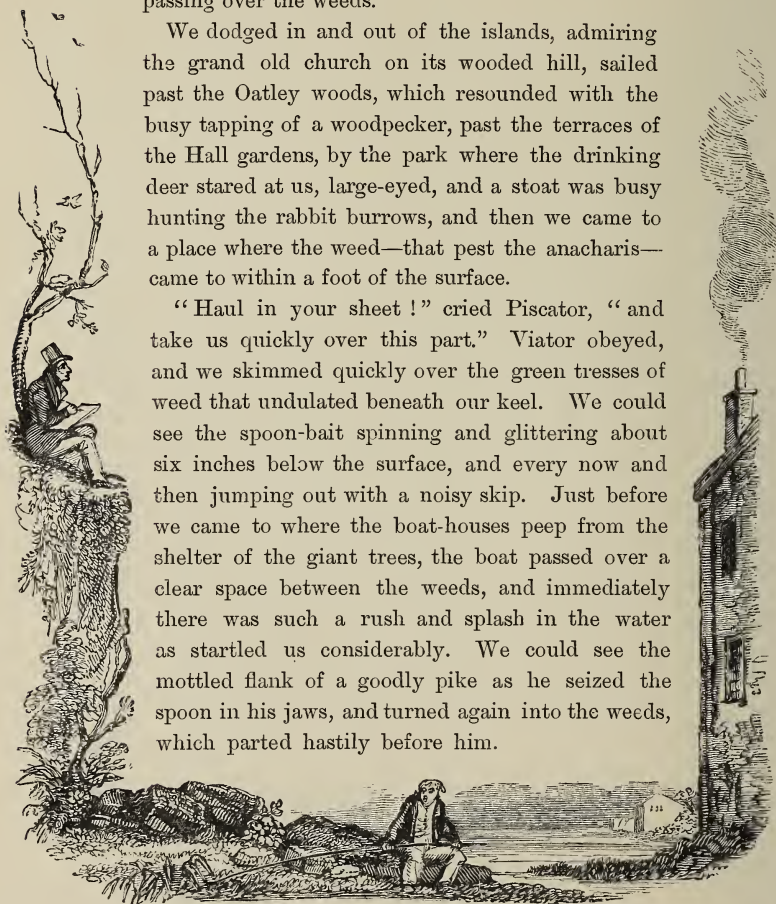 passing over the weeds.
We dodged in and out of the islands, admiring
the grand old church on its wooded hill, sailed
past the Oatley woods, which resounded with the
busy tapping of a woodpecker, past the terraces of
the Hall gardens, by the park where the drinking
deer stared at us, large-eyed, and a stoat was busy
hunting the rabbit burrows, and then we came to
a place where the weed—that pest the anacharis—
came to within a foot of the surface.
“ Haul in your sheet ! ” cried Piscator, “ and
take us quickly over this part.” Viator obeyed,
and we skimmed quickly over the green tresses of
weed that undulated beneath our keel. We could
see the spoon-bait spinning and glittering about
six inches below the surface, and every now and
then jumping out with a noisy skip. Just before
we came to where the boat-houses peep from the
shelter of the giant trees, the boat passed over a
clear space between the weeds, and immediately
there was such a rush and splash in the water
as startled us considerably. We could see the
mottled flank of a goodly pike as he seized the
spoon in his jaws, and turned again into the weeds,
which parted hastily before him.